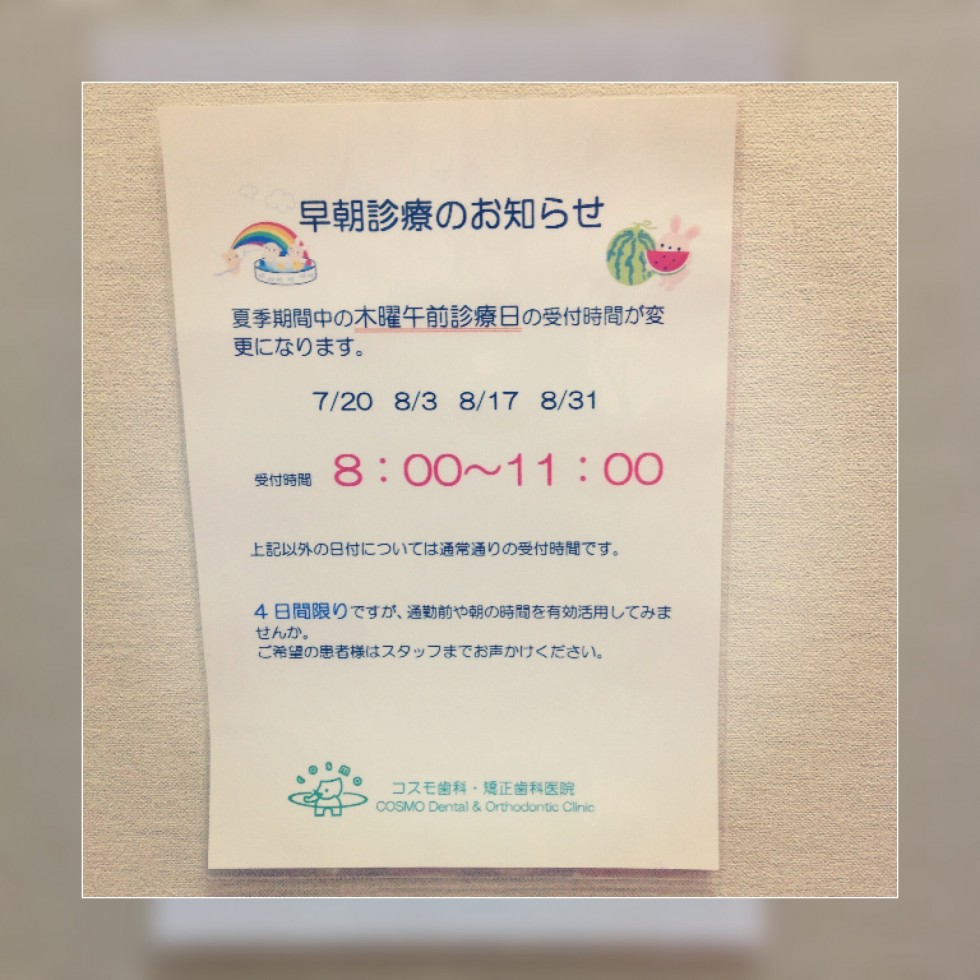 早朝診療のお知らせ
夏季期間中の木曜午前診療日の受付時間が変
更になります。
7/20 8/3 8/17 8/31
受付時間 8:00〜11:00
上記以外の日付については通常通りの受付時間です。
4日間限りですが、通勤前や朝の時間を有効活用してみま
せんか。
ご希望の患者様はスタッフまでお声かけください。
COSMO
コスモ歯科・矯正歯科医院
COSMO Dental & Orthodontic Clinic